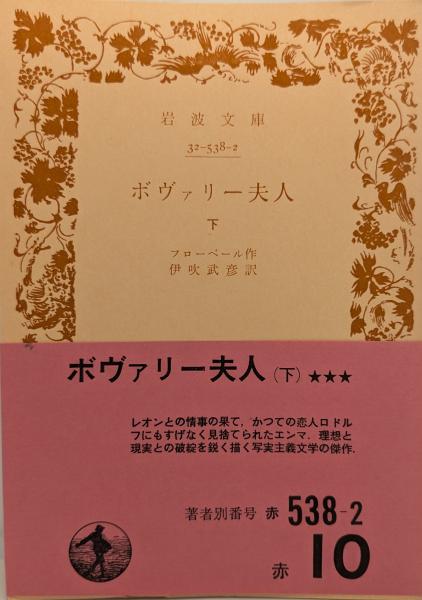 岩波文庫
32-538-2
ボヴァリー夫人
下
フローベール作
伊吹武彦訳
ボヴァリー夫人(下)★★★
レオンとの情事の果て，かつての恋人ロドル
フにもすげなく見捨てられたエンマ．理想と
現実との破綻を鋭く描く写実主義文学の傑作．
著者別番号 赤 538-2
赤 10